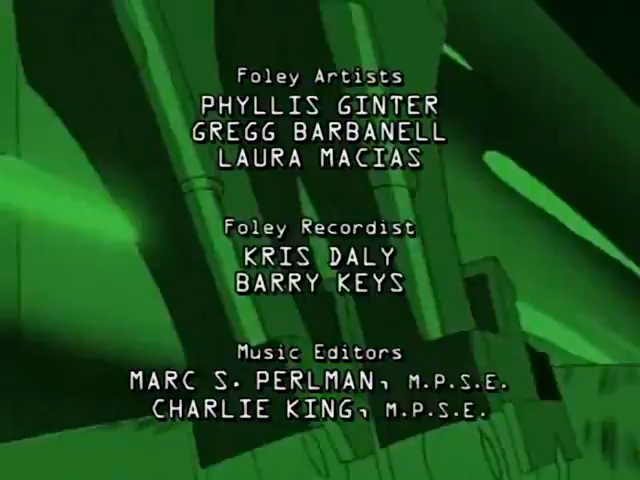 Foley Artists
PHYLLIS GINTER
GREGG BARBANELL
LAURA MACIAS
Foley Recordist
KRIS DALY
BARRY KEYS
Music Editors
MARC S. PERLMAN, M.P.S.E.
CHARLIE KING, M.P.S.E.